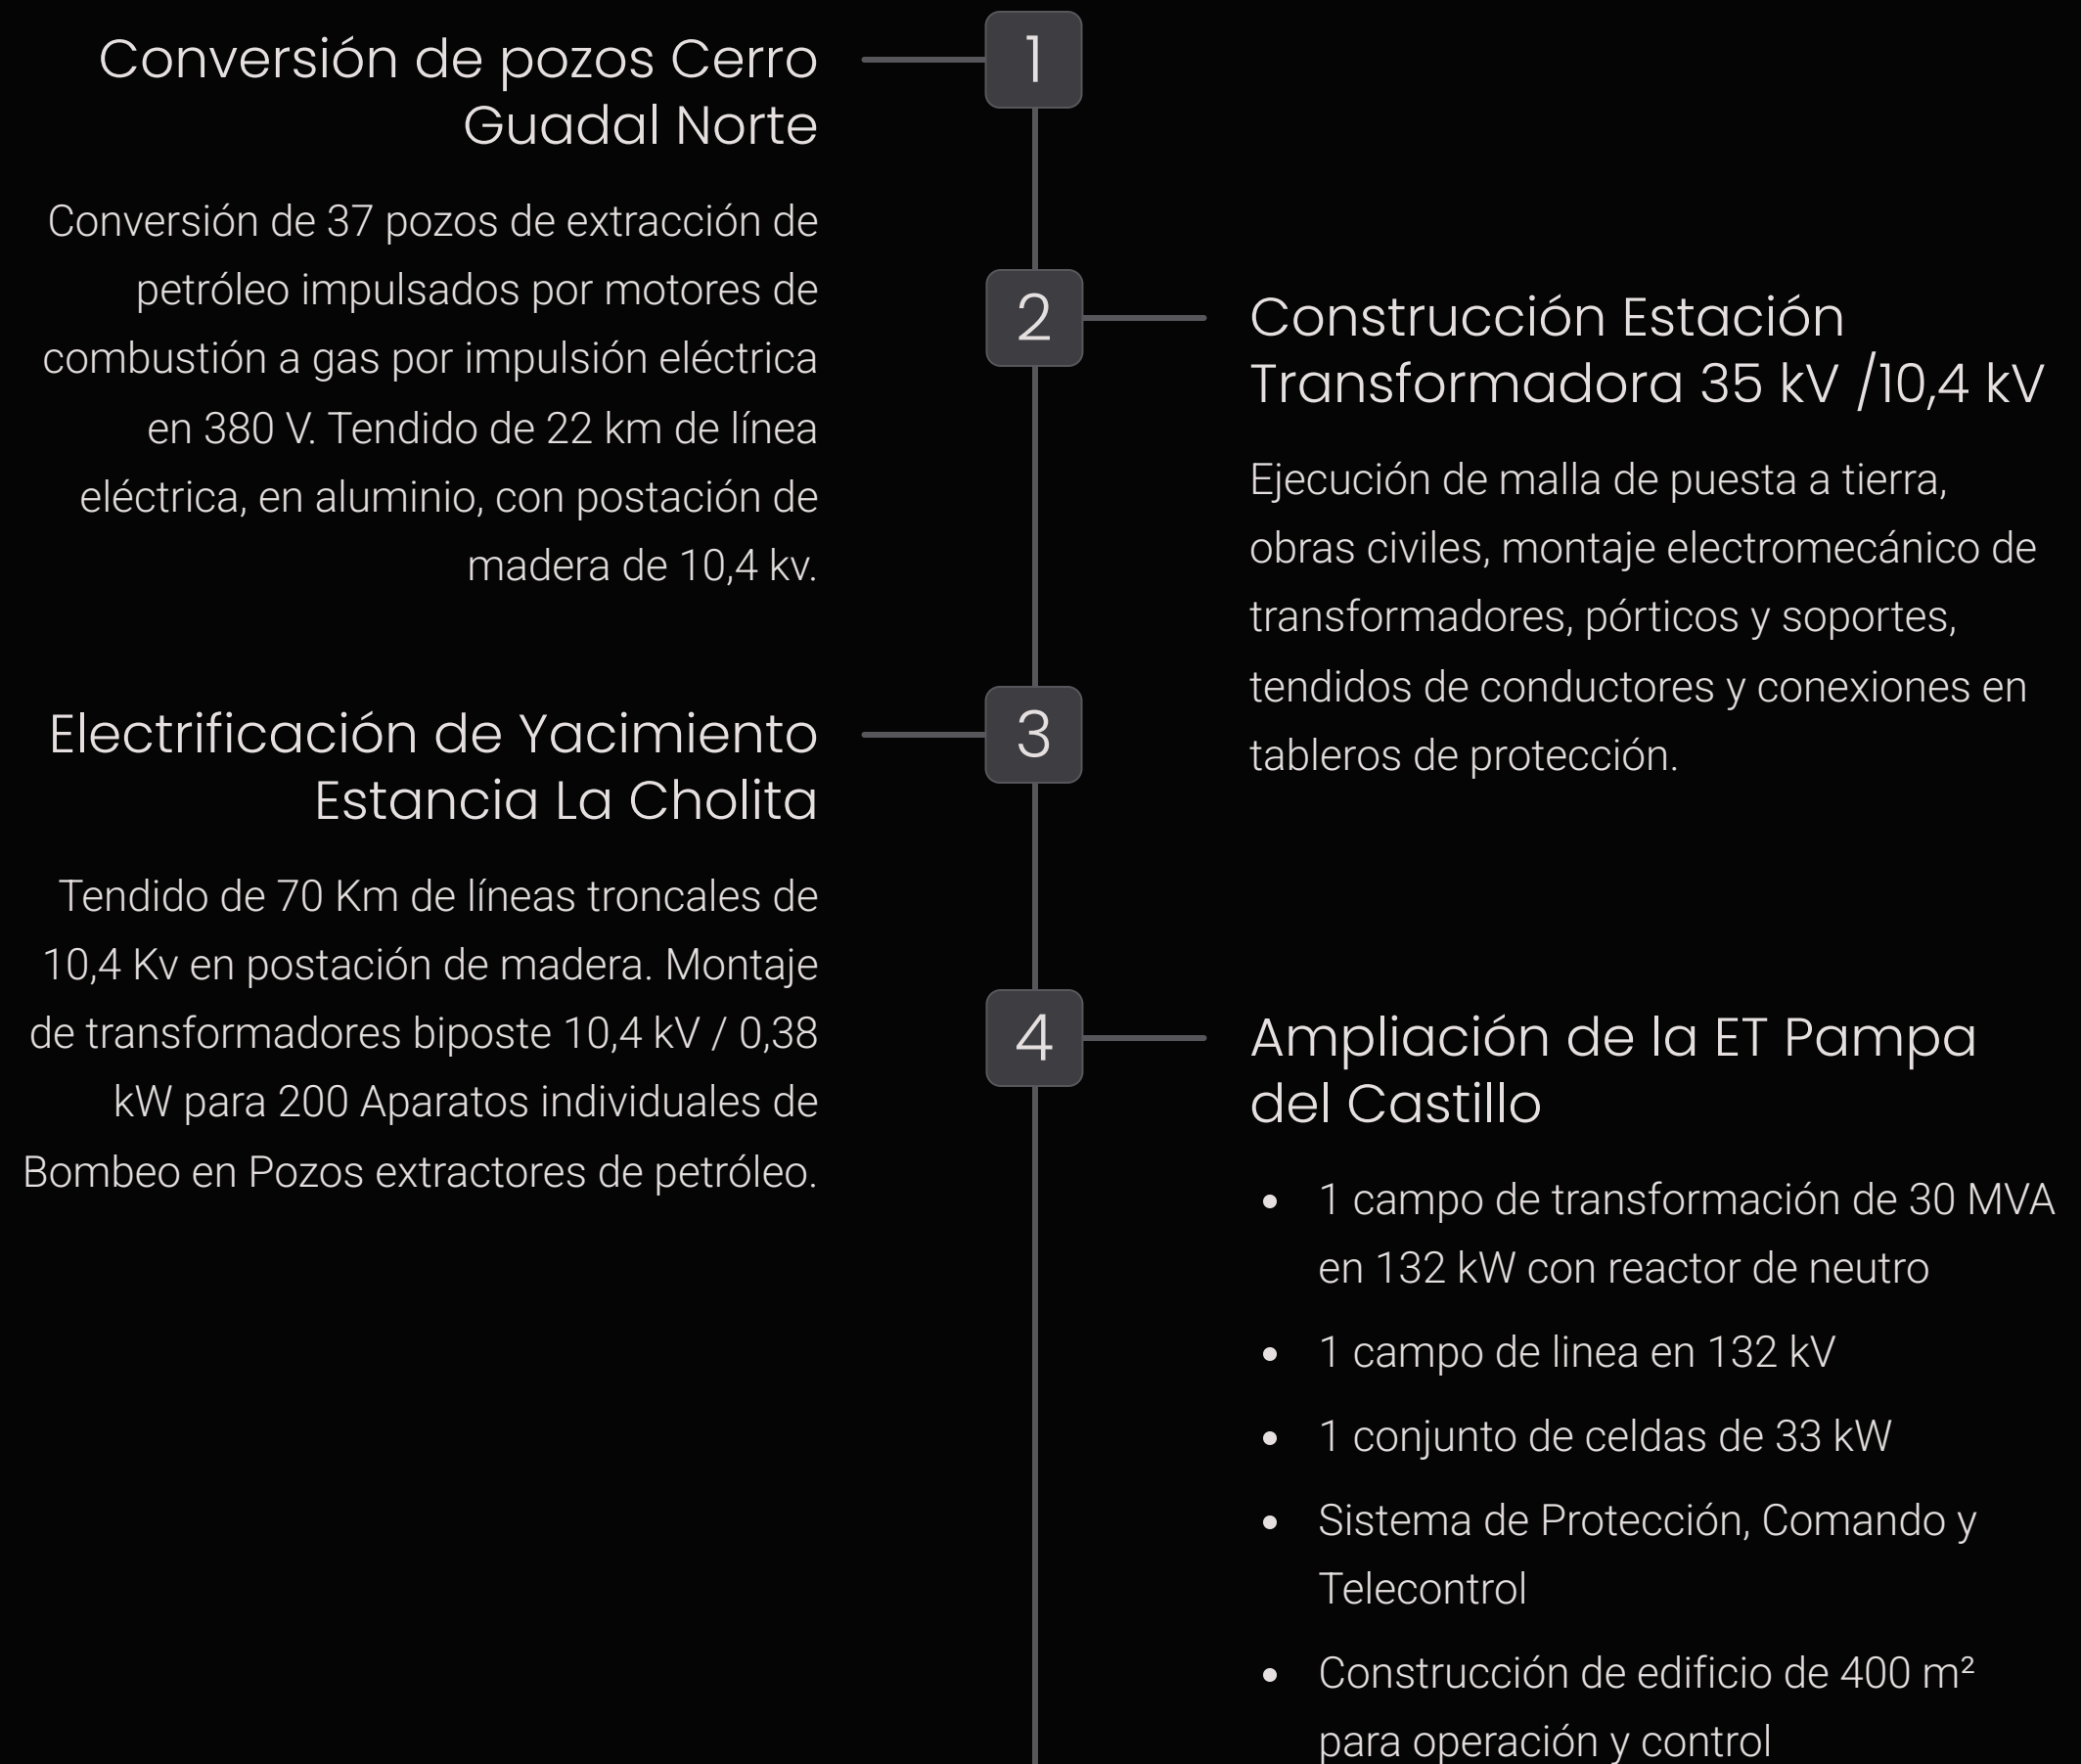 1
Conversión de pozos Cerro
Guadal Norte
Conversión de 37 pozos de extracción de
petróleo impulsados por motores de
combustión a gas por impulsión eléctrica
en 380 V. Tendido de 22 km de línea
eléctrica, en aluminio, con postación de
madera de 10,4 kv.
2
Construcción Estación
Transformadora 35 kV /10,4 kV
Ejecución de malla de puesta a tierra,
obras civiles, montaje electromecánico de
transformadores, pórticos y soportes,
tendidos de conductores y conexiones en
tableros de protección.
3
Electrificación de Yacimiento
Estancia La Cholita
Tendido de 70 Km de líneas troncales de
10,4 Kv en postación de madera. Montaje
de transformadores biposte 10,4 kV / 0,38
kW para 200 Aparatos individuales de
Bombeo en Pozos extractores de petróleo.
4
Ampliación de la ET Pampa
del Castillo
• 1 campo de transformación de 30 MVA
en 132 kW con reactor de neutro
• 1 campo de linea en 132 kV
• 1 conjunto de celdas de 33 kW
• Sistema de Protección, Comando y
Telecontrol
• Construcción de edificio de 400 m²
para operación y control